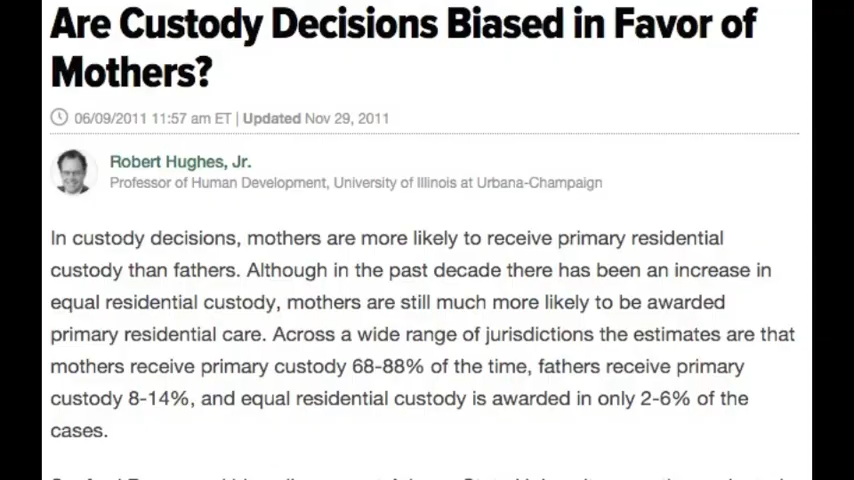 Are Custody Decisions Biased in Favor of
Mothers?
06/09/2011 11:57 am ET | Updated Nov 29, 2011
Robert Hughes, Jr.
Professor of Human Development, University of Illinois at Urbana-Champaign
In custody decisions, mothers are more likely to receive primary residential
custody than fathers. Although in the past decade there has been an increase in
equal residential custody, mothers are still much more likely to be awarded
primary residential care. Across a wide range of jurisdictions the estimates are that
mothers receive primary custody 68-88% of the time, fathers receive primary
custody 8-14%, and equal residential custody is awarded in only 2-6% of the
cases.